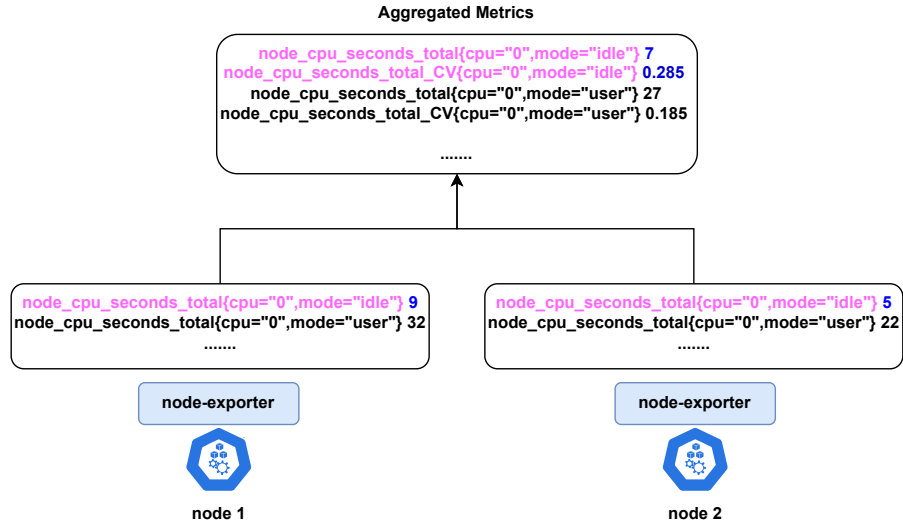 Aggregated Metrics
node_cpu_seconds_total{cpu="0",mode="idle"} 7
node_cpu_seconds_total_CV{cpu="0",mode="idle"} 0.285
node_cpu_seconds_total{cpu="0",mode="user"} 27
node_cpu_seconds_total_CV{cpu="0",mode="user"} 0.185
.......
node_cpu_seconds_total{cpu="0",mode="idle"} 9
node_cpu_seconds_total{cpu="0",mode="user"} 32
.......
node-exporter
node 1
node_cpu_seconds_total{cpu="0",mode="idle"} 5
node_cpu_seconds_total{cpu="0",mode="user"} 22
.......
node-exporter
node 2